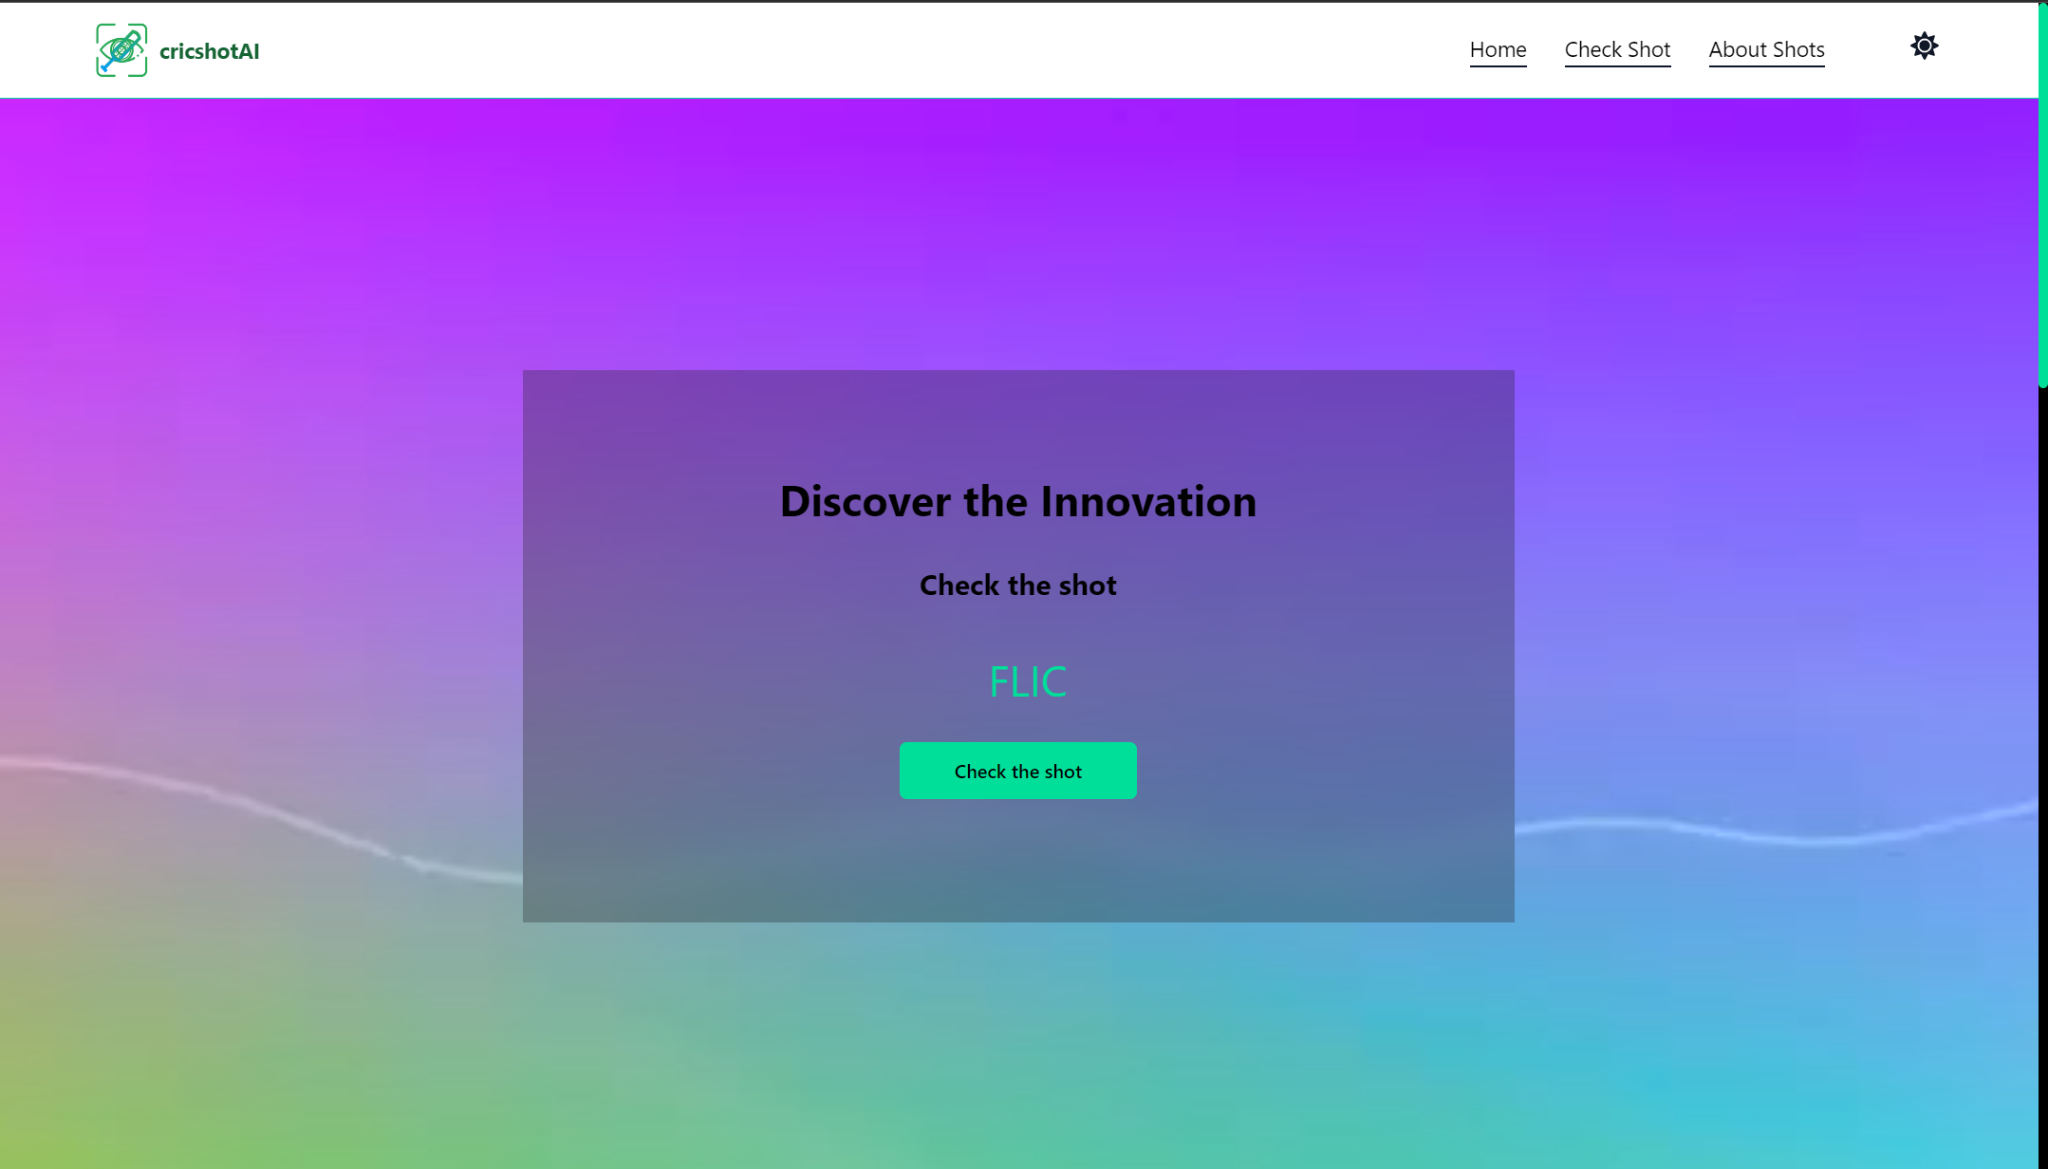 cricshotAI
Home
Check Shot
About Shots
Discover the Innovation
Check the shot
FLIC
Check the shot